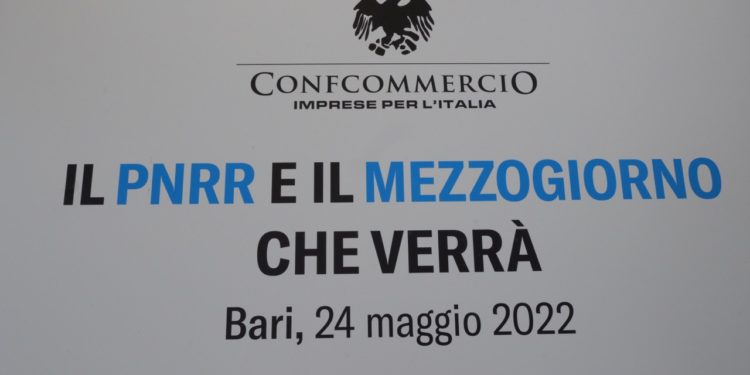 CONFCOMMERCIO
IMPRESE PER L'ITALIA
IL PNRR E IL MEZZOGIORNO
CHE VERRÀ
Bari, 24 maggio 2022